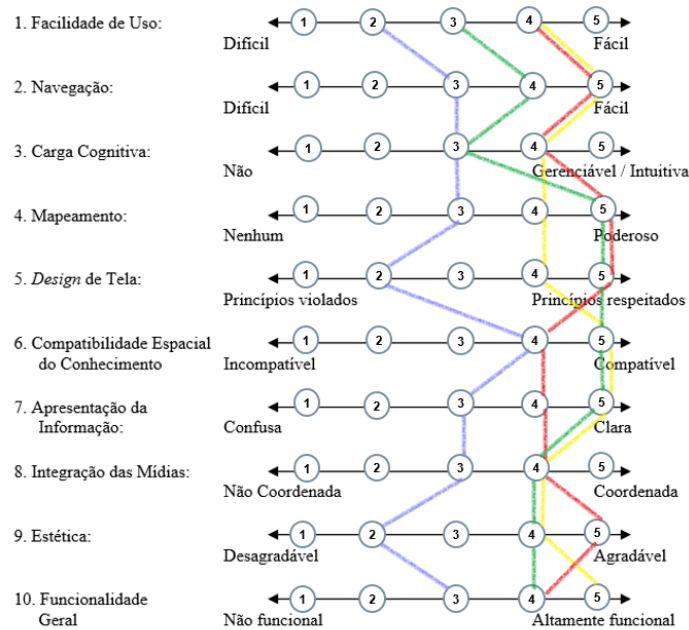 1. Facilidade de Uso: 1 2 3 4 5
Difícil Fácil
2. Navegação: 1 2 3 4 5
Difícil Fácil
3. Carga Cognitiva: 1 2 3 4 5
Não Gerenciável / Intuitiva
4. Mapeamento: 1 2 3 4 5
Nenhum Poderoso
5. Design de Tela: 1 2 3 4 5
Princípios violados Princípios respeitados
6. Compatibilidade Espacial 1 2 3 4 5
do Conhecimento Incompatível Compatível
7. Apresentação da 1 2 3 4 5
Informação: Confusa Clara
8. Integração das Mídias: 1 2 3 4 5
Não Coordenada Coordenada
9. Estética: 1 2 3 4 5
Desagradável Agradável
10. Funcionalidade 1 2 3 4 5
Geral Não funcional Altamente funcional